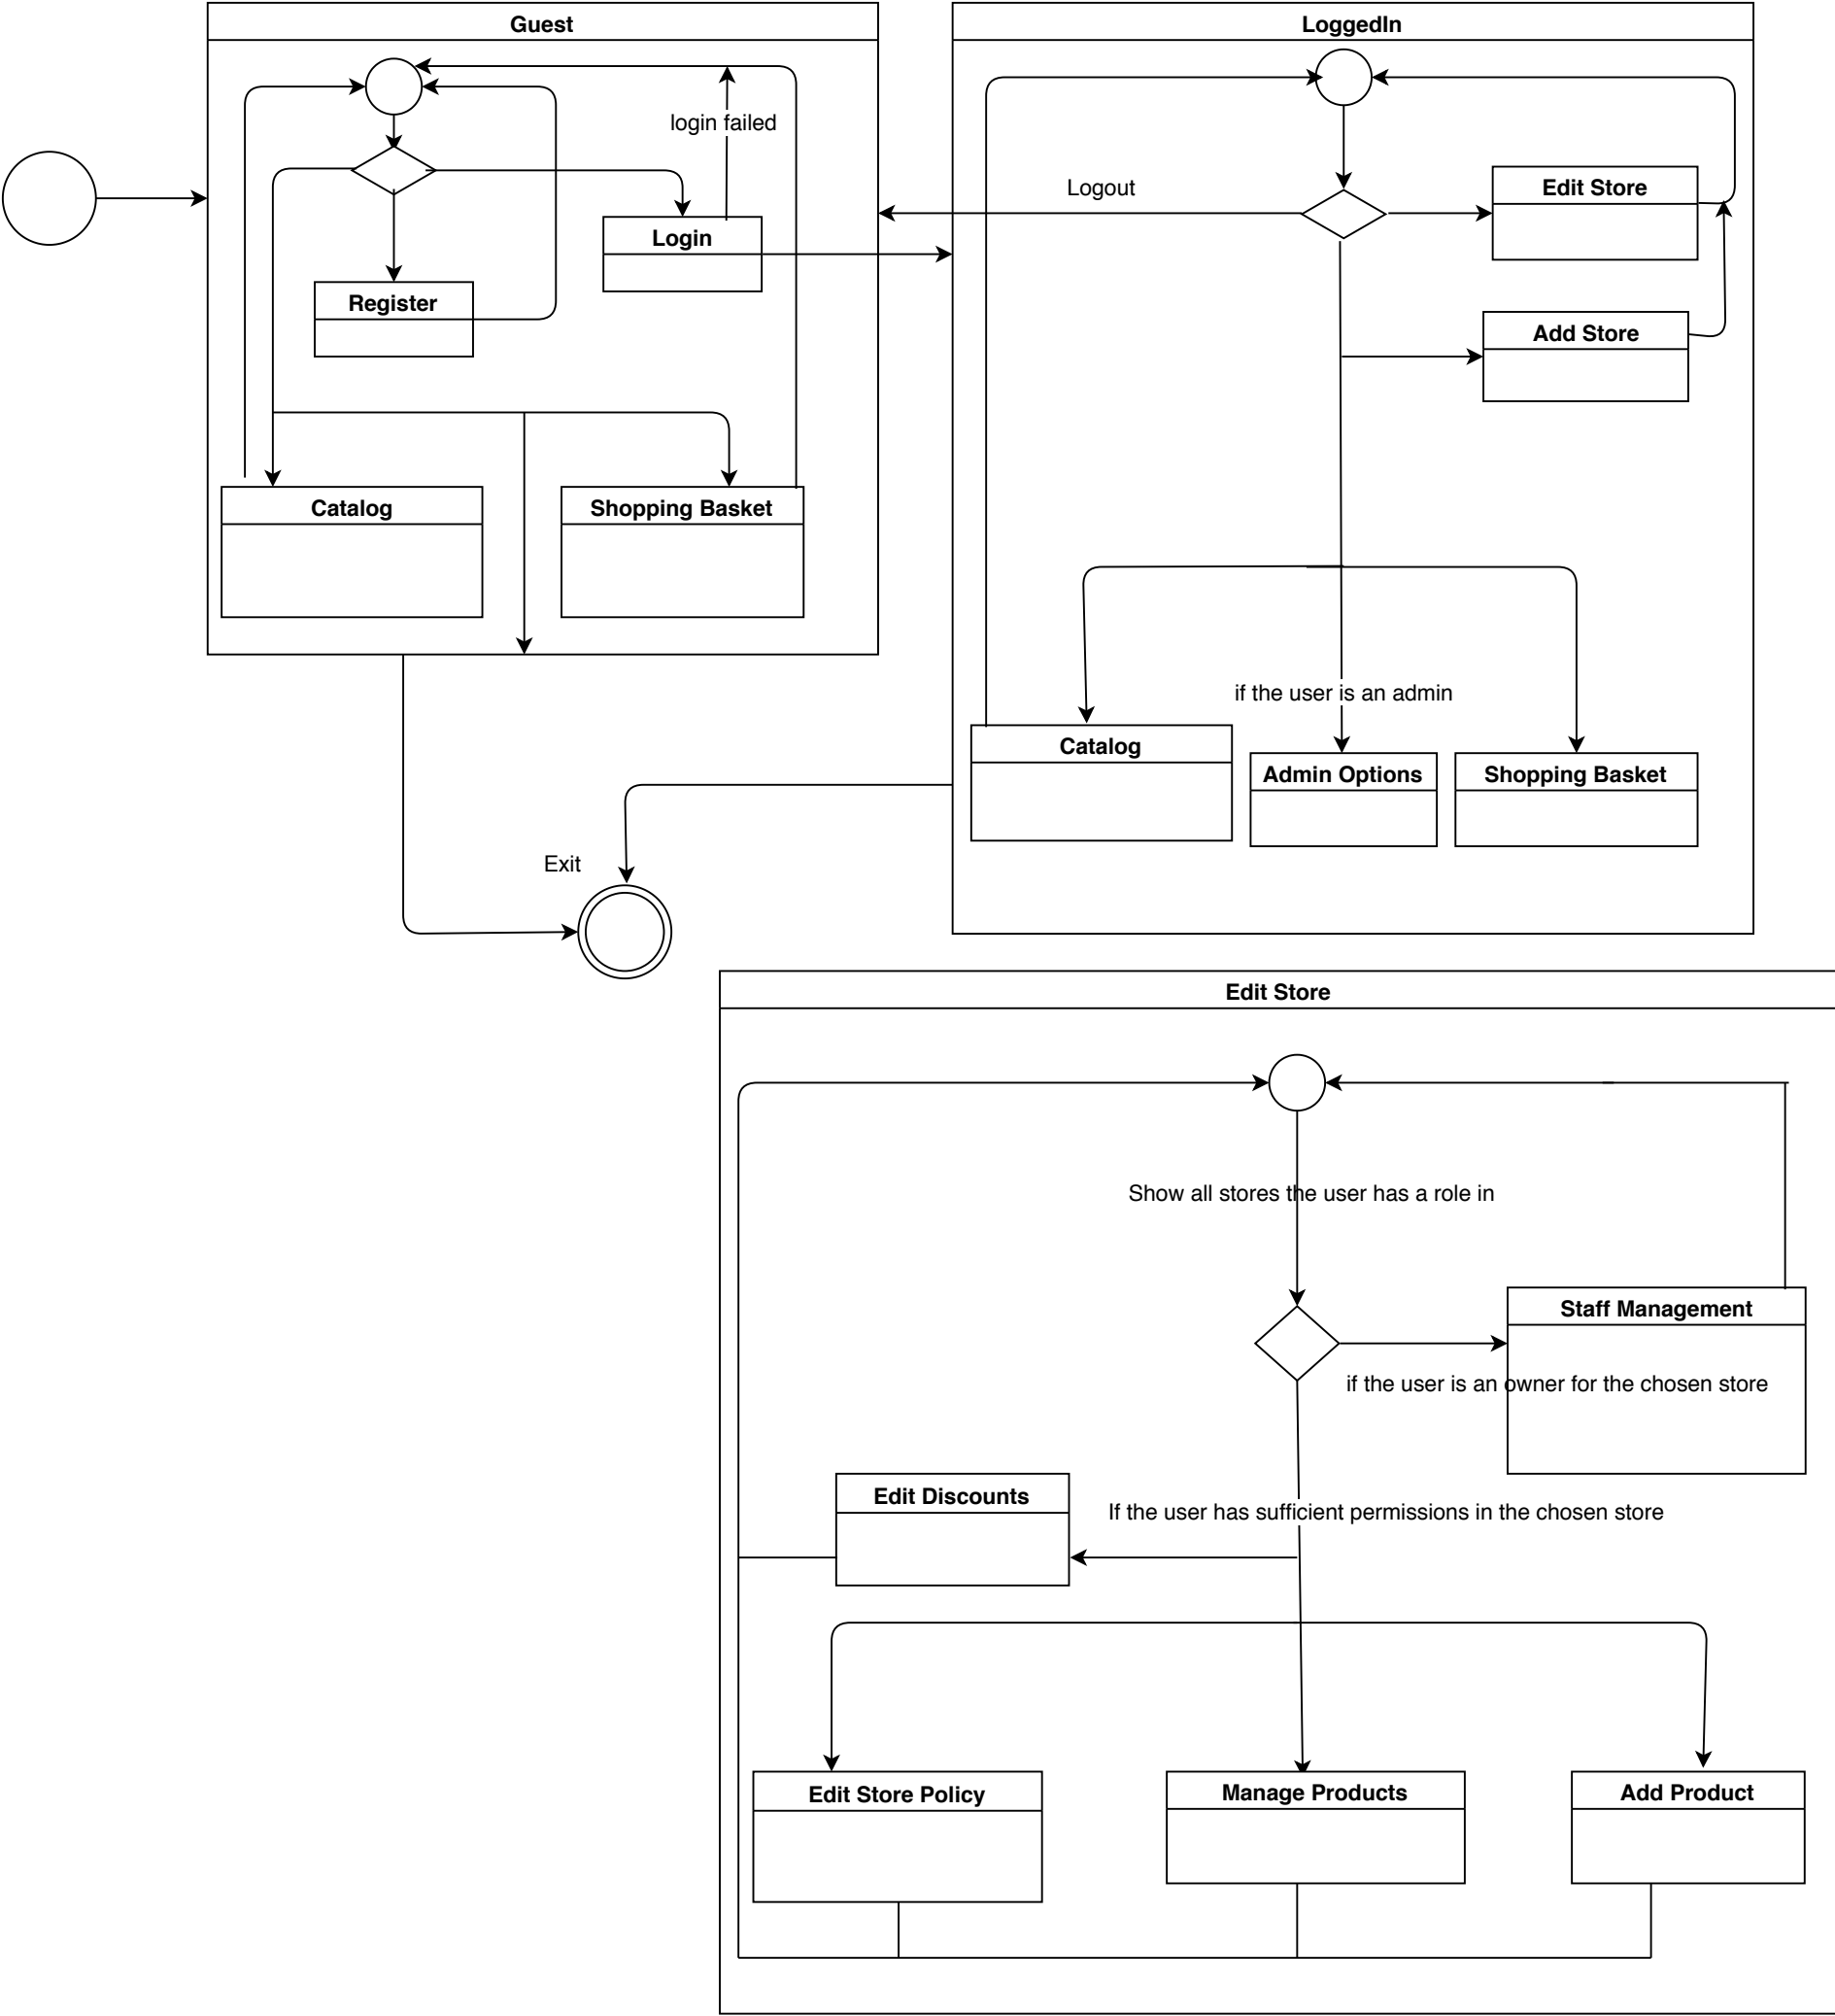 Guest
LoggedIn
login failed
Logout
Edit Store
Login
Register
Add Store
Catalog
Shopping Basket
if the user is an admin
Catalog
Admin Options
Shopping Basket
Exit
Edit Store
Show all stores the user has a role in
Staff Management
if the user is an owner for the chosen store
Edit Discounts
If the user has sufficient permissions in the chosen store
Edit Store Policy
Manage Products
Add Product